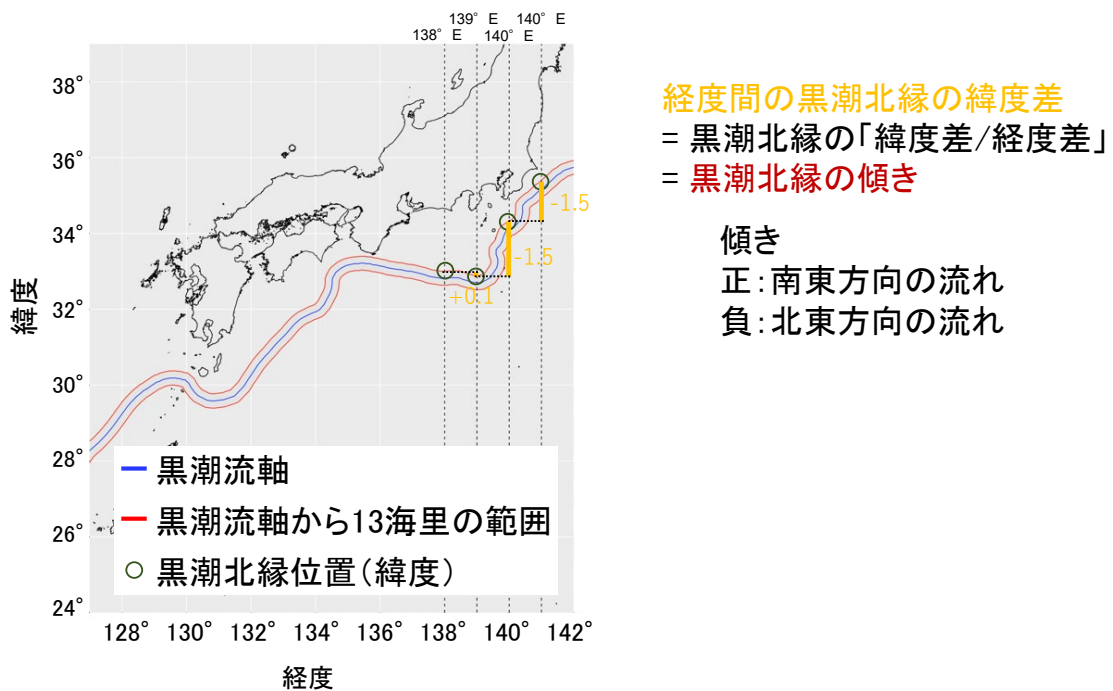 139° E 140° E
138° E 140° E
経度間の黒潮北縁の緯度差
= 黒潮北縁の「緯度差/経度差」
= 黒潮北縁の傾き
傾き
正:南東方向の流れ
負:北東方向の流れ
38°
36°
34°
32°
30°
28°
26°
24°
緯度
-1.5
-1.5
+0.1
黒潮流軸
黒潮流軸から13海里の範囲
黒潮北縁位置(緯度)
128° 130° 132° 134° 136° 138° 140° 142°
経度